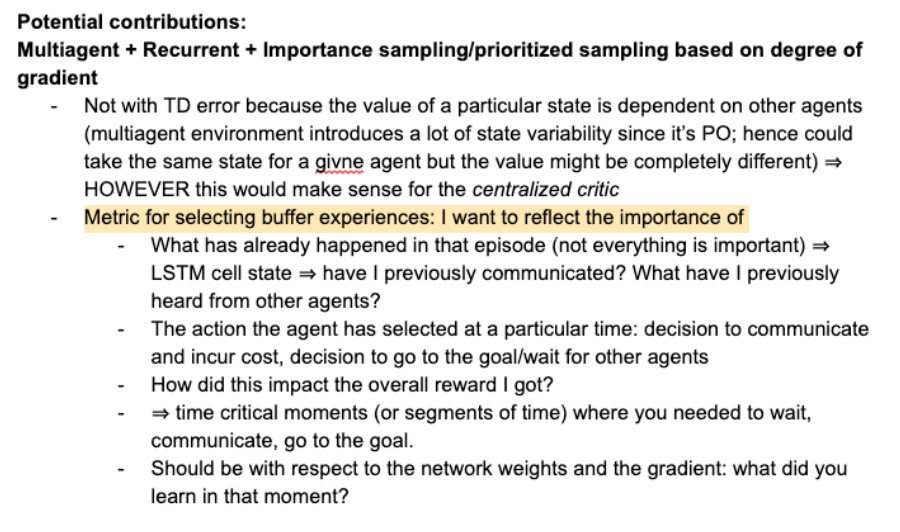 Potential contributions:
Multiagent + Recurrent + Importance sampling/prioritized sampling based on degree of
gradient
- Not with TD error because the value of a particular state is dependent on other agents
(multiagent environment introduces a lot of state variability since it's PO; hence could
take the same state for a givne agent but the value might be completely different) ⇒
HOWEVER this would make sense for the centralized critic
- Metric for selecting buffer experiences: I want to reflect the importance of
- What has already happened in that episode (not everything is important) ⇒
LSTM cell state ⇒ have I previously communicated? What have I previously
heard from other agents?
- The action the agent has selected at a particular time: decision to communicate
and incur cost, decision to go to the goal/wait for other agents
- How did this impact the overall reward I got?
- ⇒ time critical moments (or segments of time) where you needed to wait,
communicate, go to the goal.
- Should be with respect to the network weights and the gradient: what did you
learn in that moment?